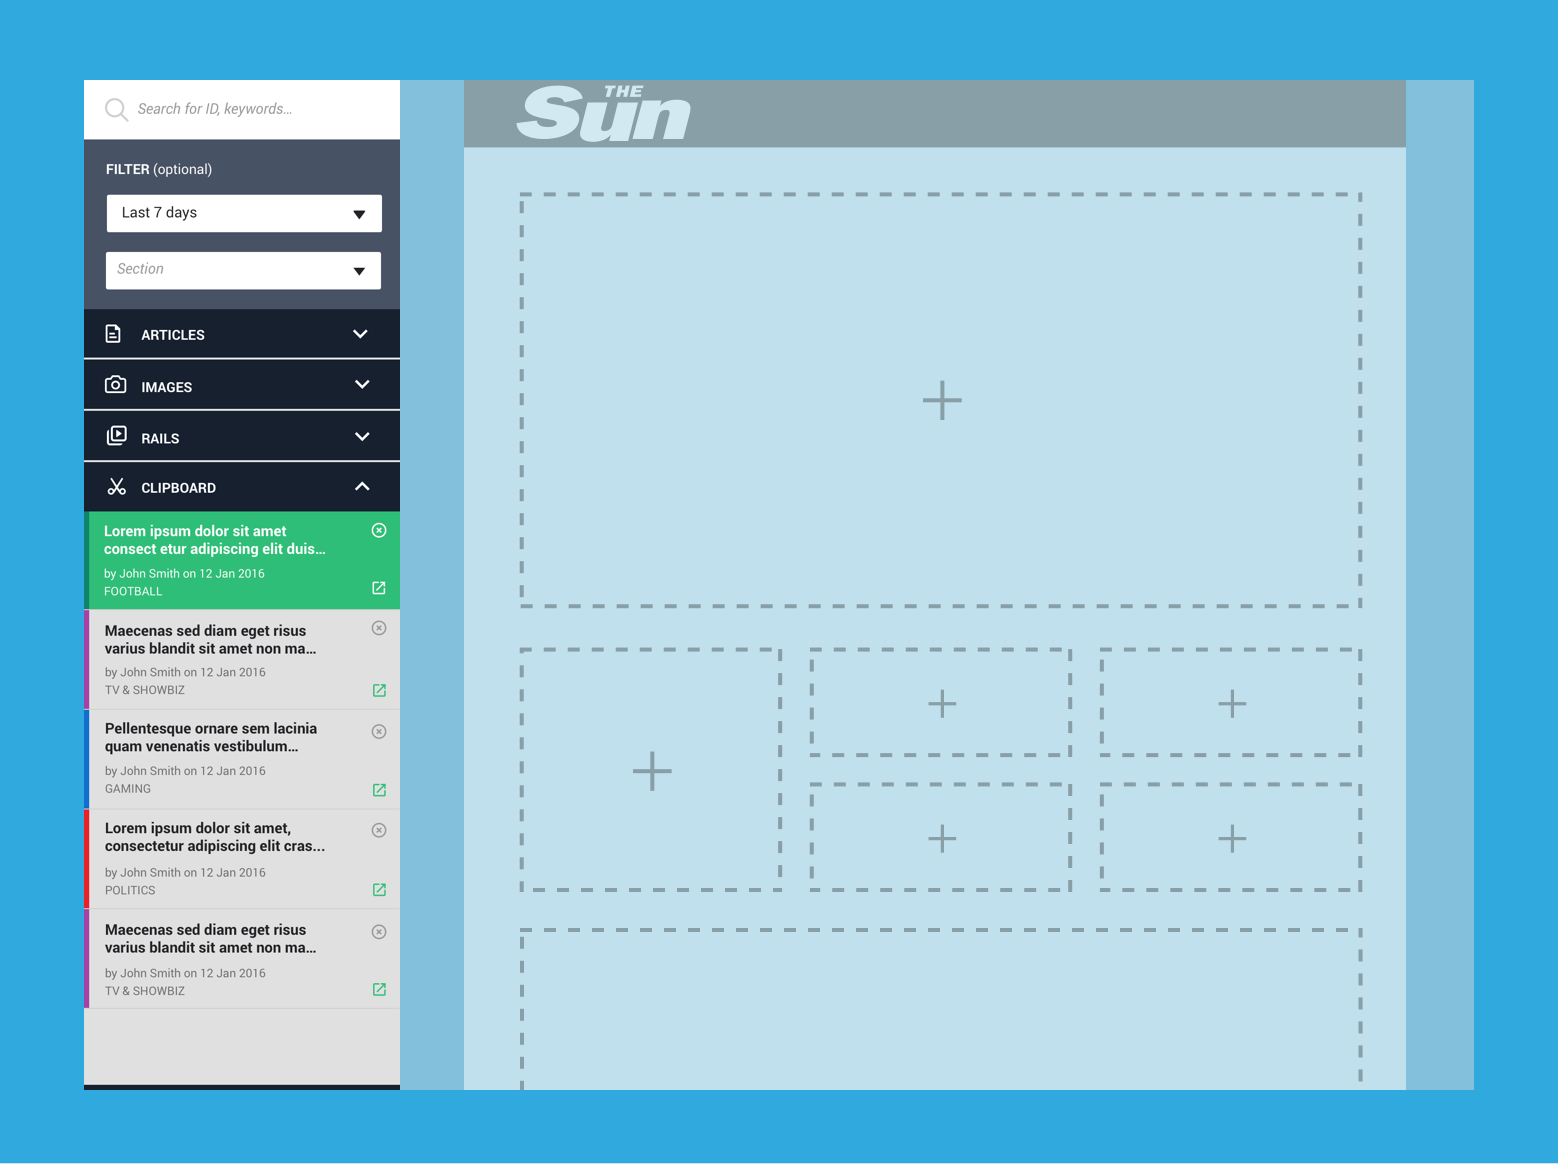 Search for ID, keywords...
THE
Sun
FILTER (optional)
Last 7 days
Section
ARTICLES
IMAGES
RAILS
CLIPBOARD
Lorem ipsum dolor sit amet
consect etur adipiscing elit duis...
by John Smith on 12 Jan 2016
FOOTBALL
Maecenas sed diam eget risus
varius blandit sit amet non ma...
by John Smith on 12 Jan 2016
TV & SHOWBIZ
Pellentesque ornare sem lacinia
quam venenatis vestibulum...
by John Smith on 12 Jan 2016
GAMING
Lorem ipsum dolor sit amet,
consectetur adipiscing elit cras...
by John Smith on 12 Jan 2016
POLITICS
Maecenas sed diam eget risus
varius blandit sit amet non ma...
by John Smith on 12 Jan 2016
TV & SHOWBIZ